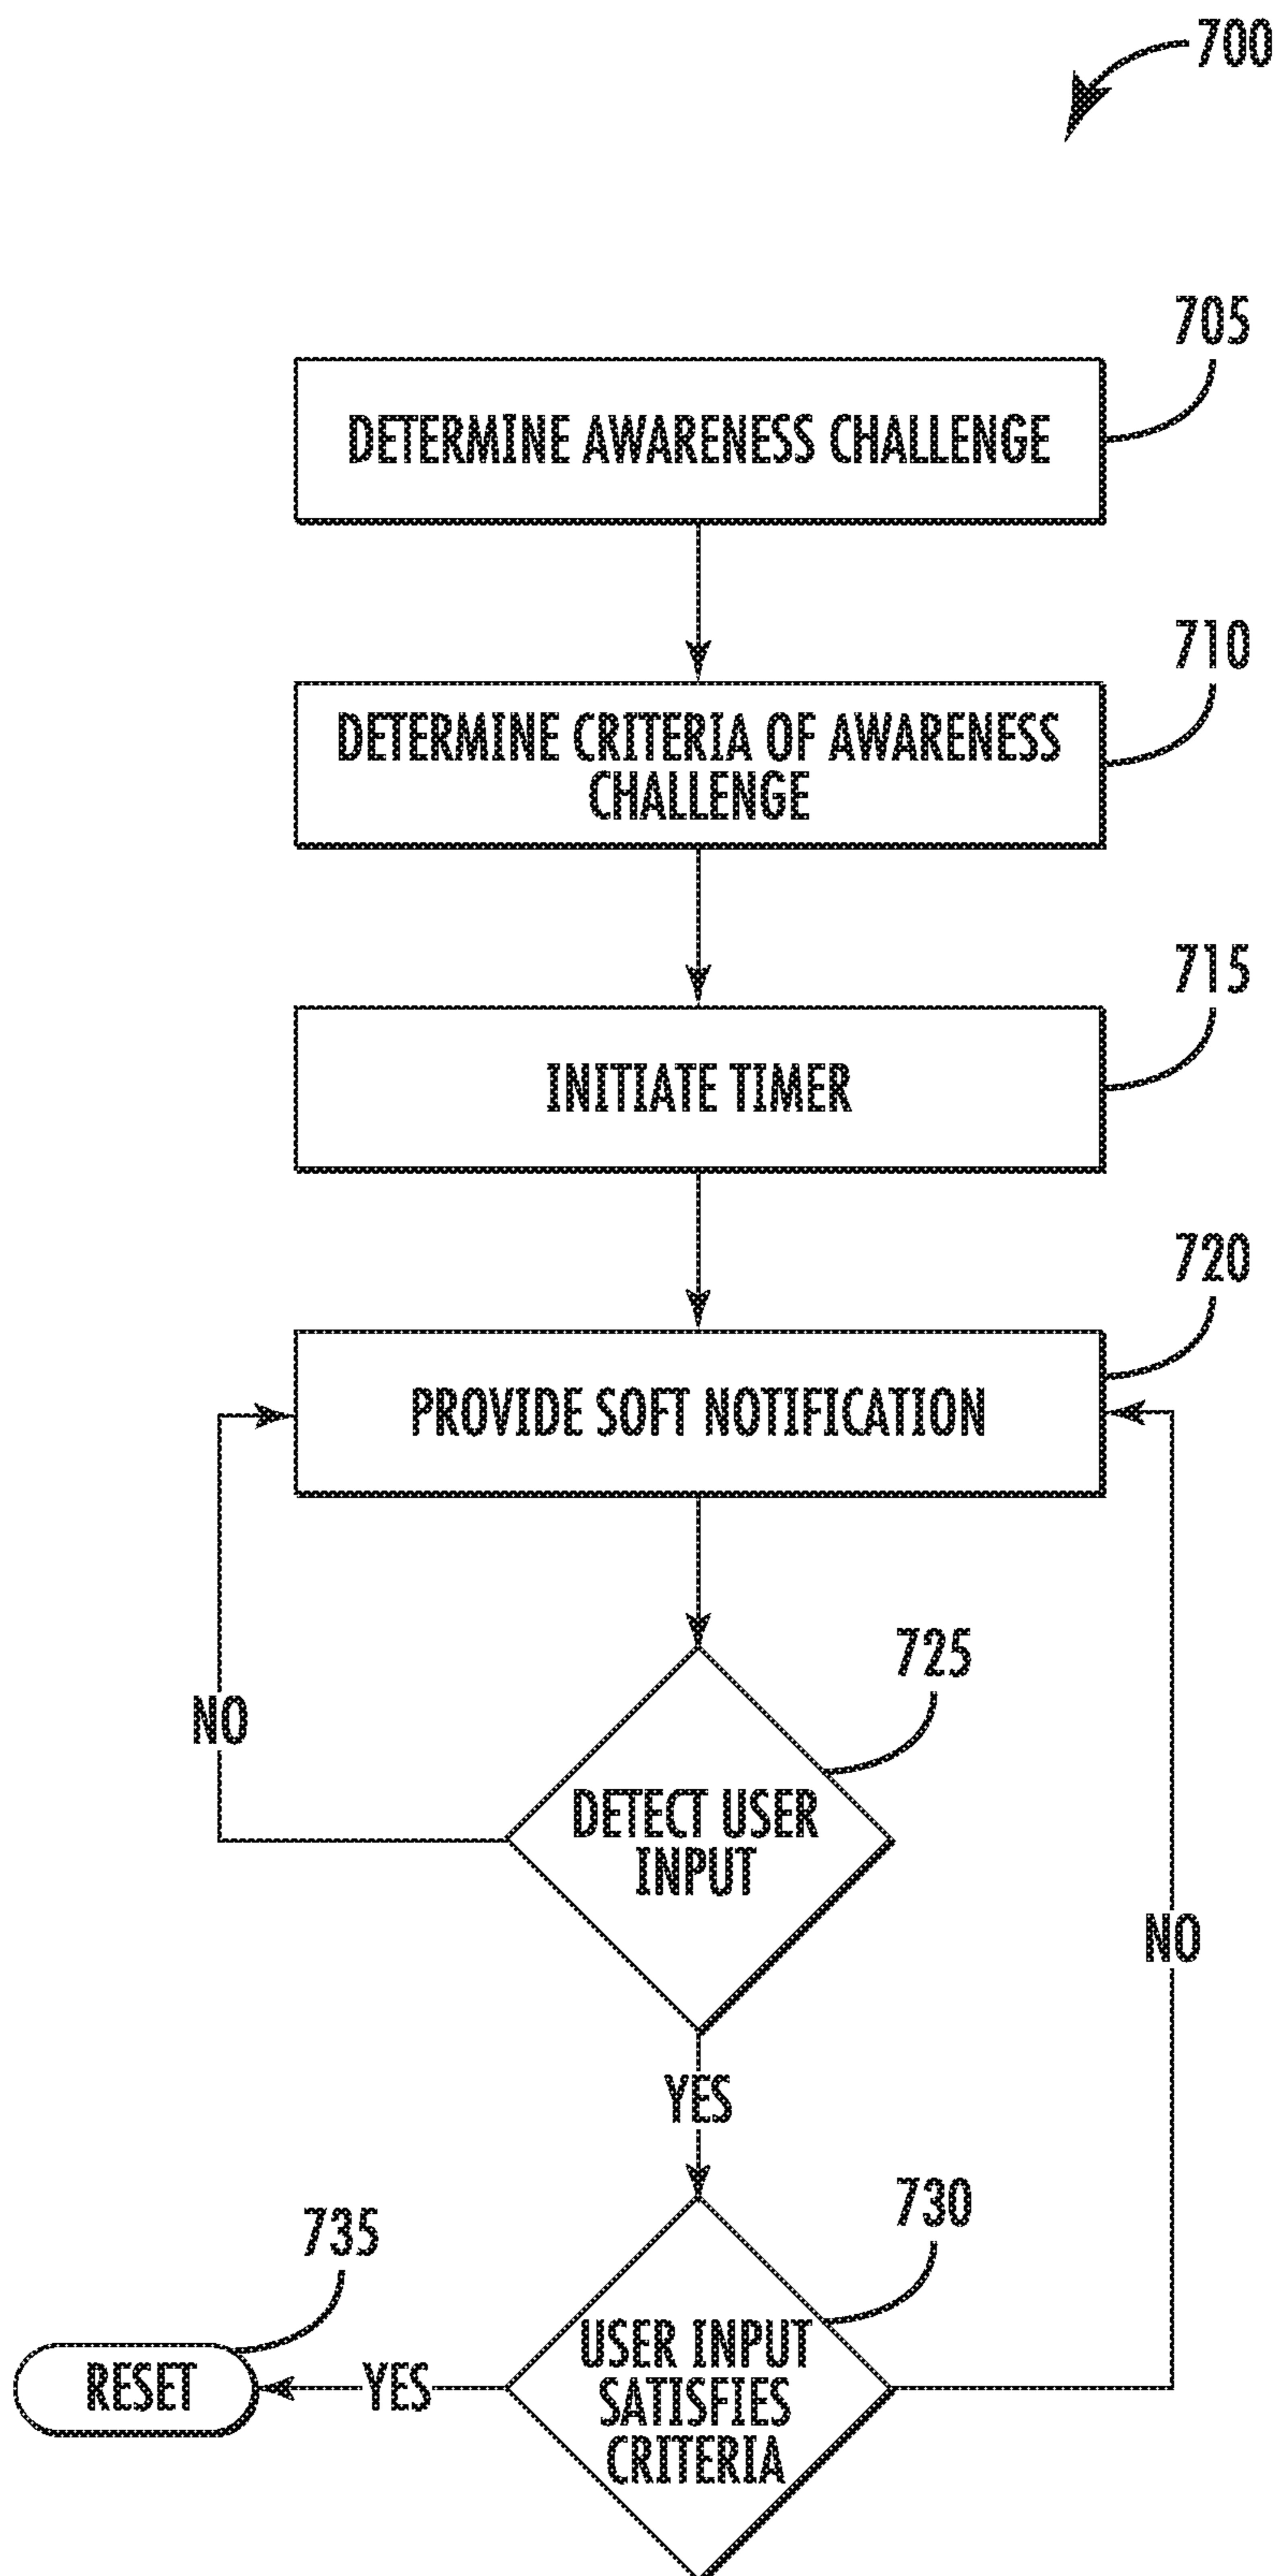 700
705
DETERMINE AWARENESS CHALLENGE
710
DETERMINE CRITERIA OF AWARENESS
CHALLENGE
715
INITIATE TIMER
720
PROVIDE SOFT NOTIFICATION
725
NO
DETECT USER
INPUT
NO
YES
730
735
USER INPUT
SATISFIES
CRITERIA
YES
RESET